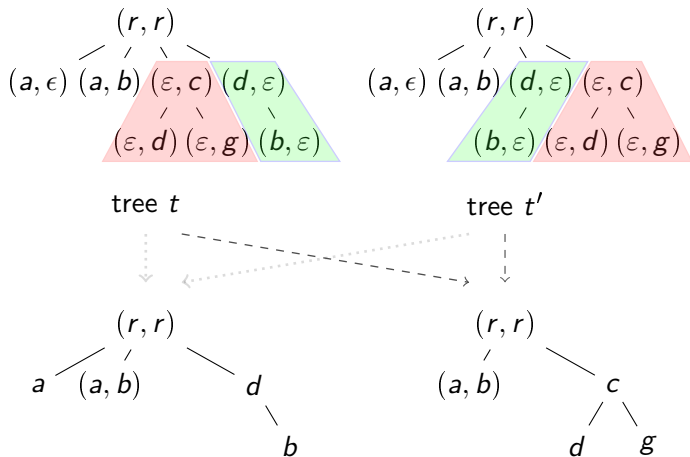 (r, r) (r, r)
(a, ϵ) (a, b) (ε, c) (d, ε) (a, ϵ) (a, b) (d, ε) (ε, c)
(ε, d) (ε, g) (b, ε) (b, ε) (ε, d) (ε, g)
tree t tree t′
(r, r) (r, r)
a (a, b) d (a, b) c
b d g